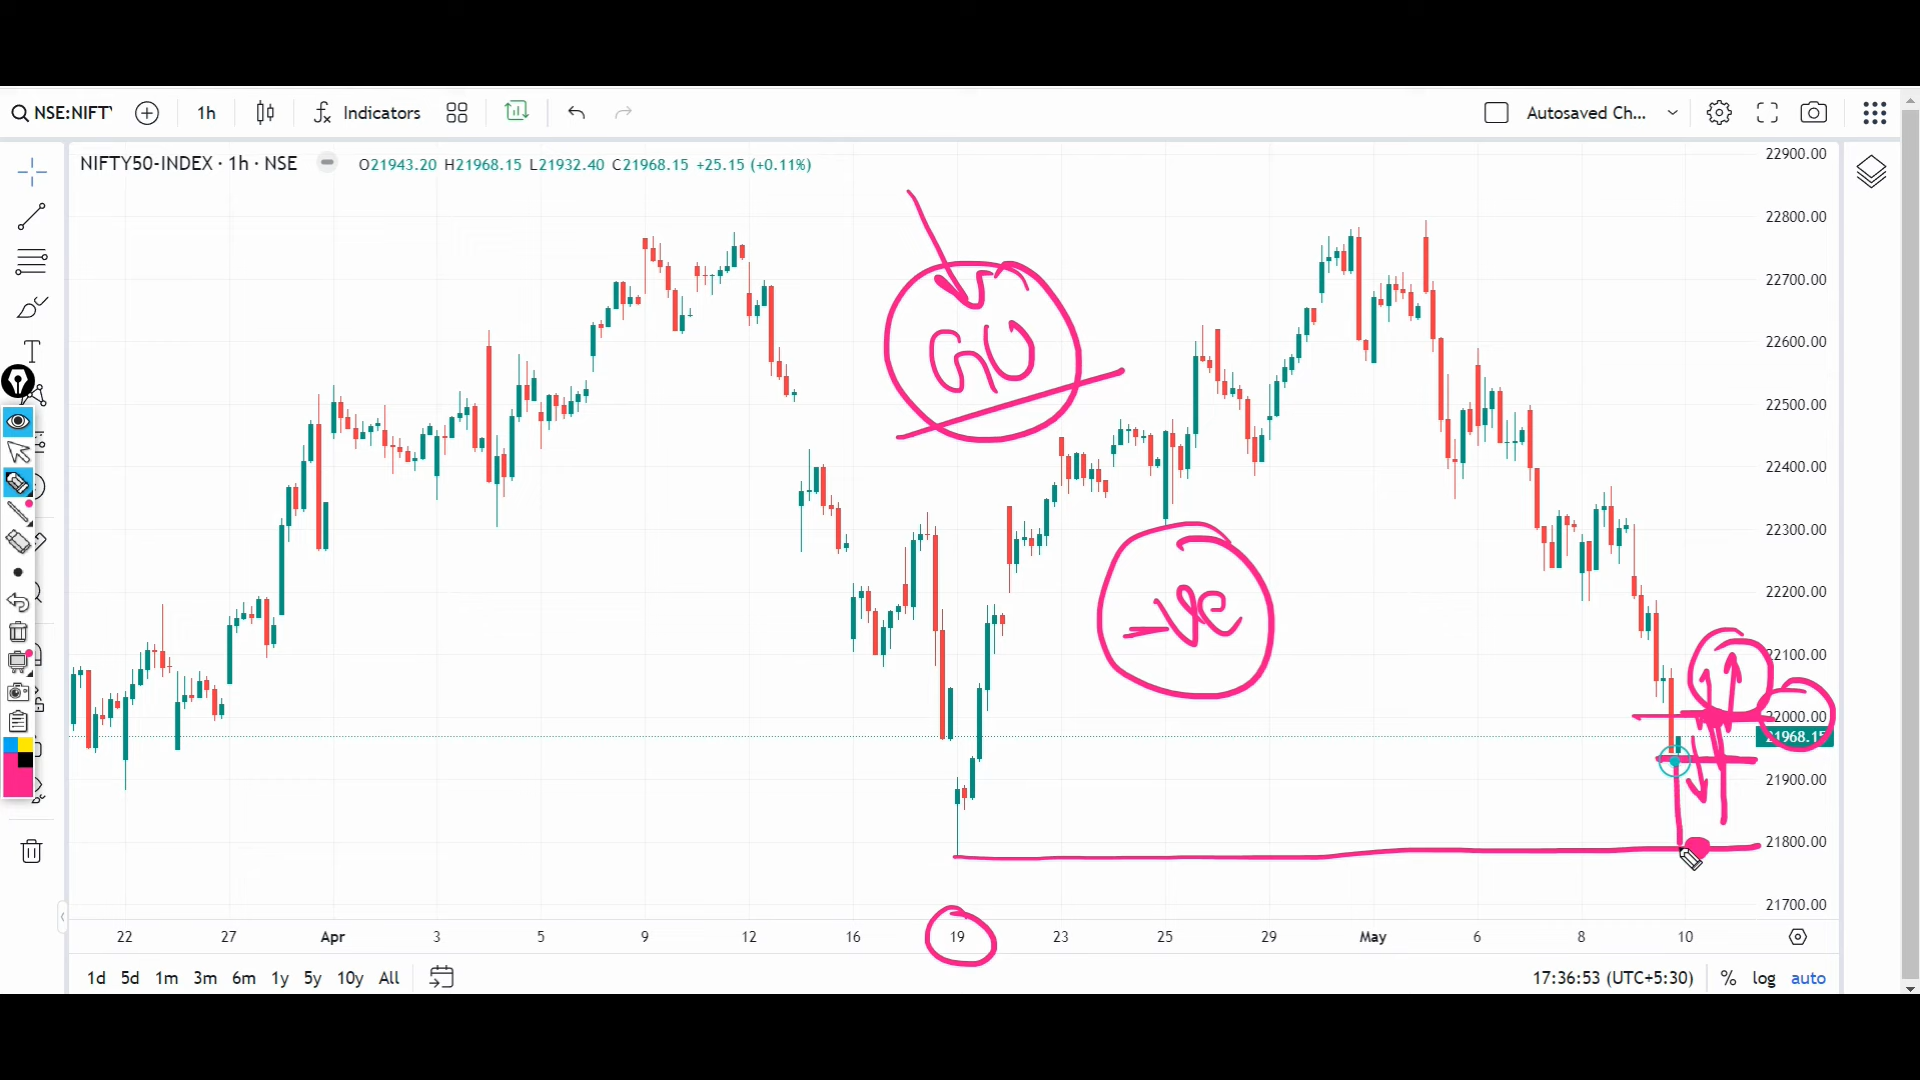 NSE:NIFT
1h
Indicators
Autosaved Ch...
NIFTY50-INDEX · 1h · NSE
O21943.20 H21968.15 L21932.40 C21968.15 +25.15 (+0.11%)
22900.00
22800.00
22700.00
22600.00
22500.00
22400.00
22300.00
22200.00
-ve
22100.00
22000.00
21968.15
21900.00
21800.00
21700.00
22 27 Apr 3 5 9 12 16 19 23 25 29 May 6 8 10
1d 5d 1m 3m 6m 1y 5y 10y All
17:36:53 (UTC+5:30) % log auto